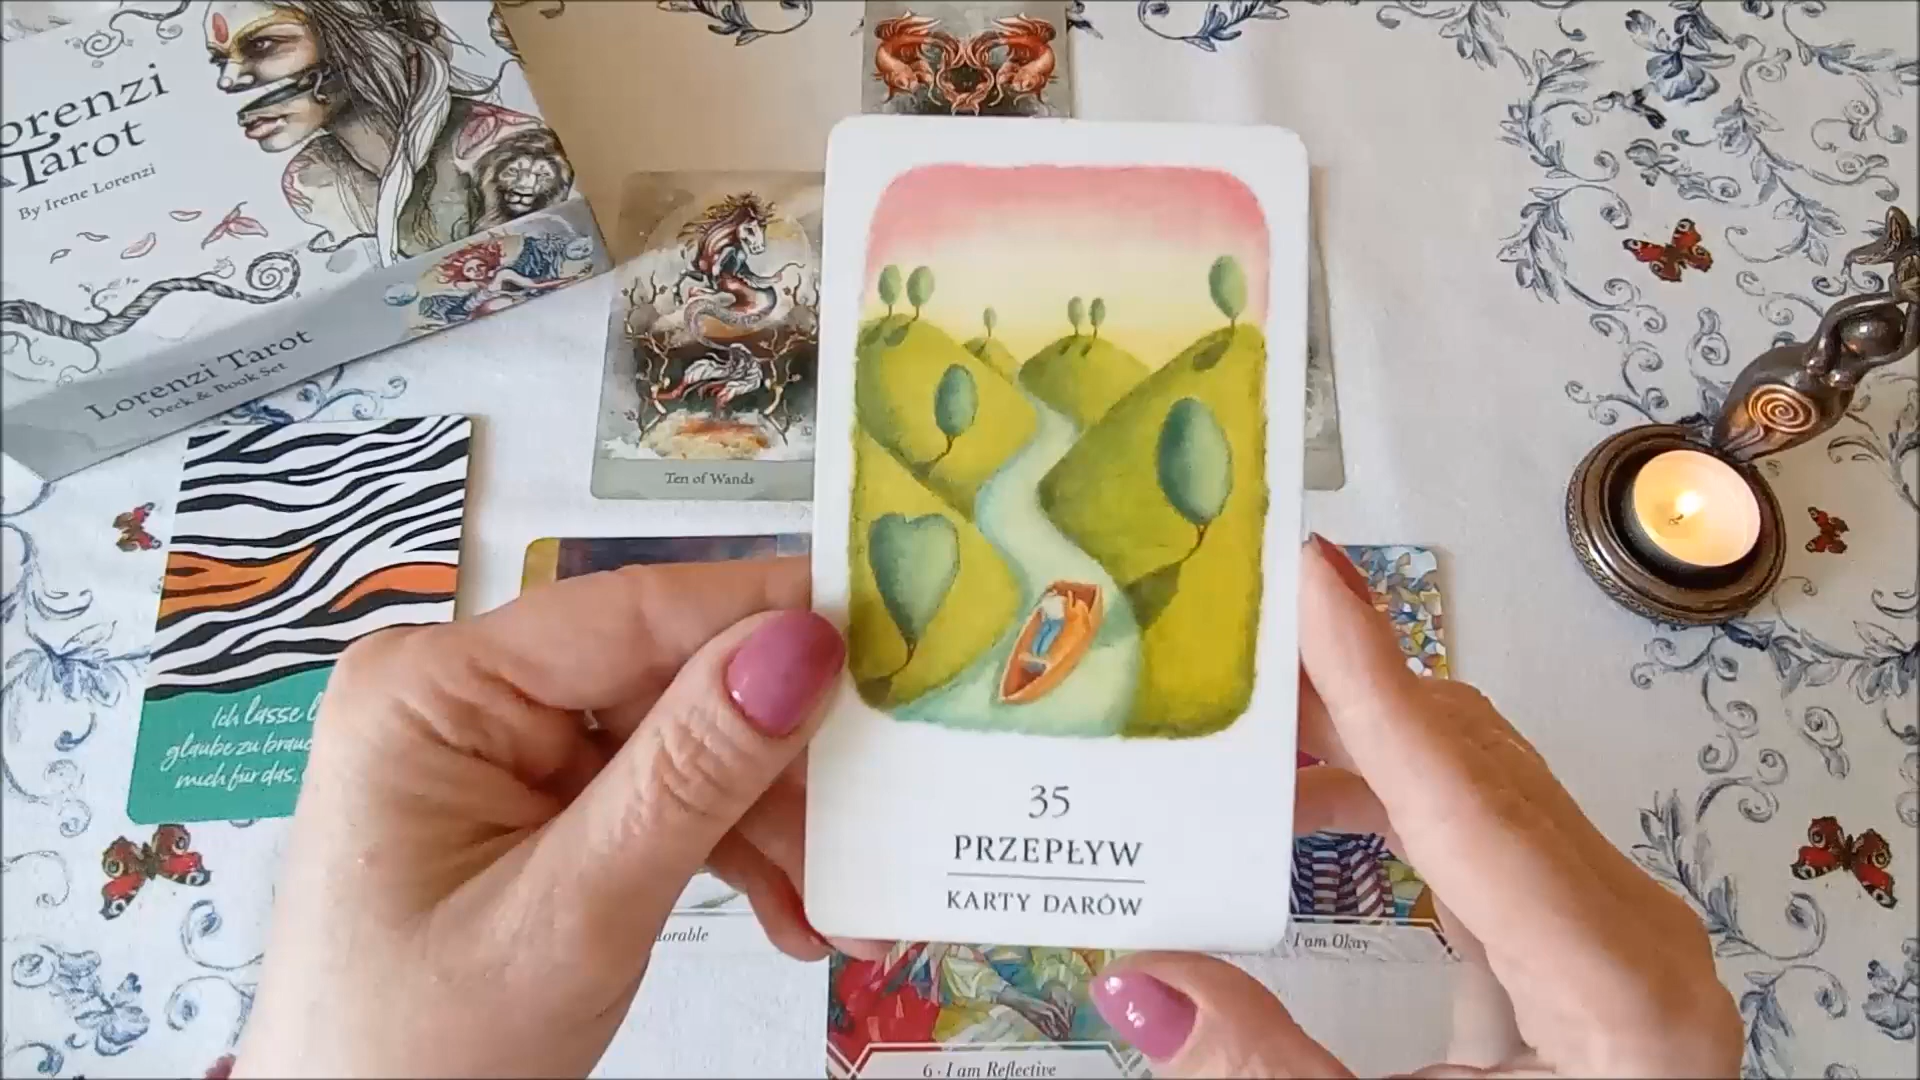 Lorenzi
Tarot
By Irene Lorenzi
Lorenzi Tarot
Deck & Book Set
Ten of Wands
Ich lasse
glaube zu
mich für das,
35
PRZEPŁYW
KARTY DARÓW
I am Okay
6 · I am Reflective